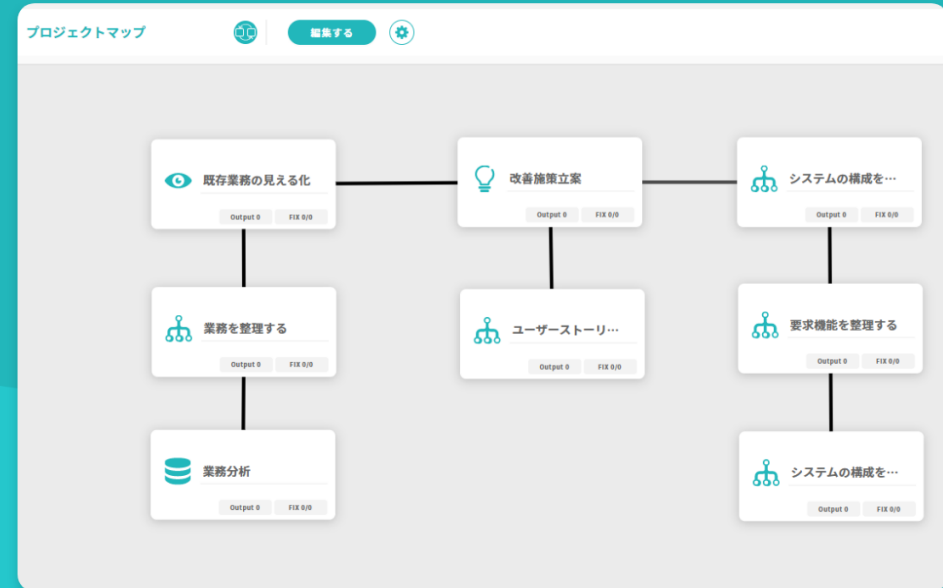 プロジェクトマップ
編集する
既存業務の見える化
Output 0 FIX 0/0
改善施策立案
Output 0 FIX 0/0
システムの構成を…
Output 0 FIX 0/0
業務を整理する
Output 0 FIX 0/0
ユーザーストーリ…
Output 0 FIX 0/0
要求機能を整理する
Output 0 FIX 0/0
業務分析
Output 0 FIX 0/0
システムの構成を…
Output 0 FIX 0/0